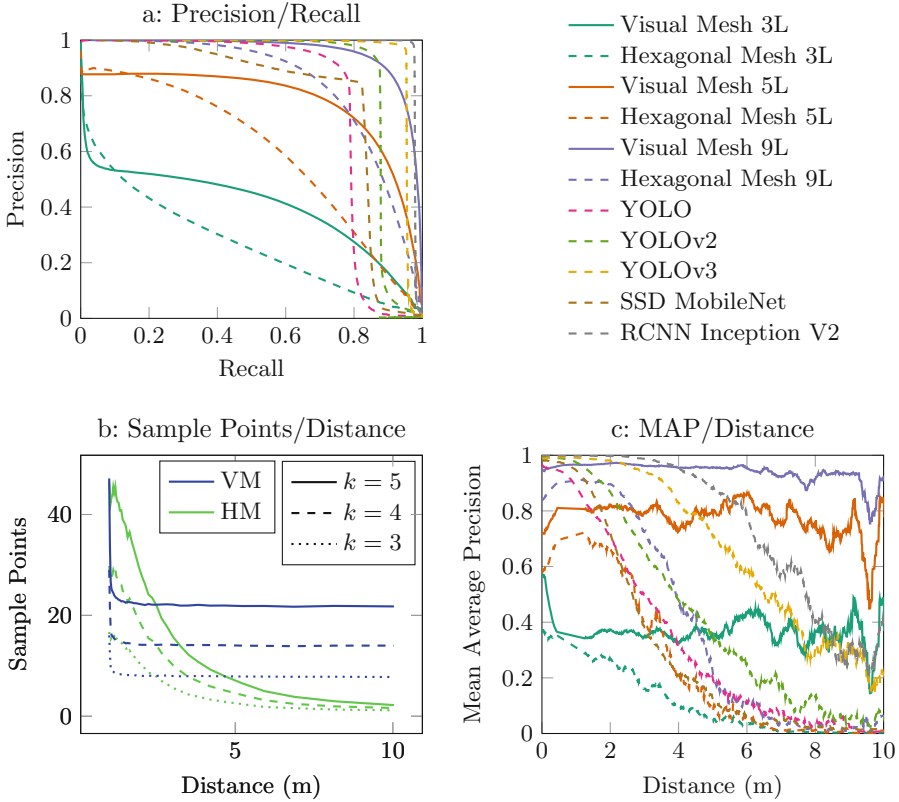 a: Precision/Recall
1
0.8
0.6
0.4
0.2
0
Precision
0 0.2 0.4 0.6 0.8 1
Recall
Visual Mesh 3L
Hexagonal Mesh 3L
Visual Mesh 5L
Hexagonal Mesh 5L
Visual Mesh 9L
Hexagonal Mesh 9L
YOLO
YOLOv2
YOLOv3
SSD MobileNet
RCNN Inception V2
b: Sample Points/Distance
VM
HM
k = 5
k = 4
k = 3
40
20
0
Sample Points
5 10
Distance (m)
c: MAP/Distance
1
0.8
0.6
0.4
0.2
0
Mean Average Precision
0 2 4 6 8 10
Distance (m)